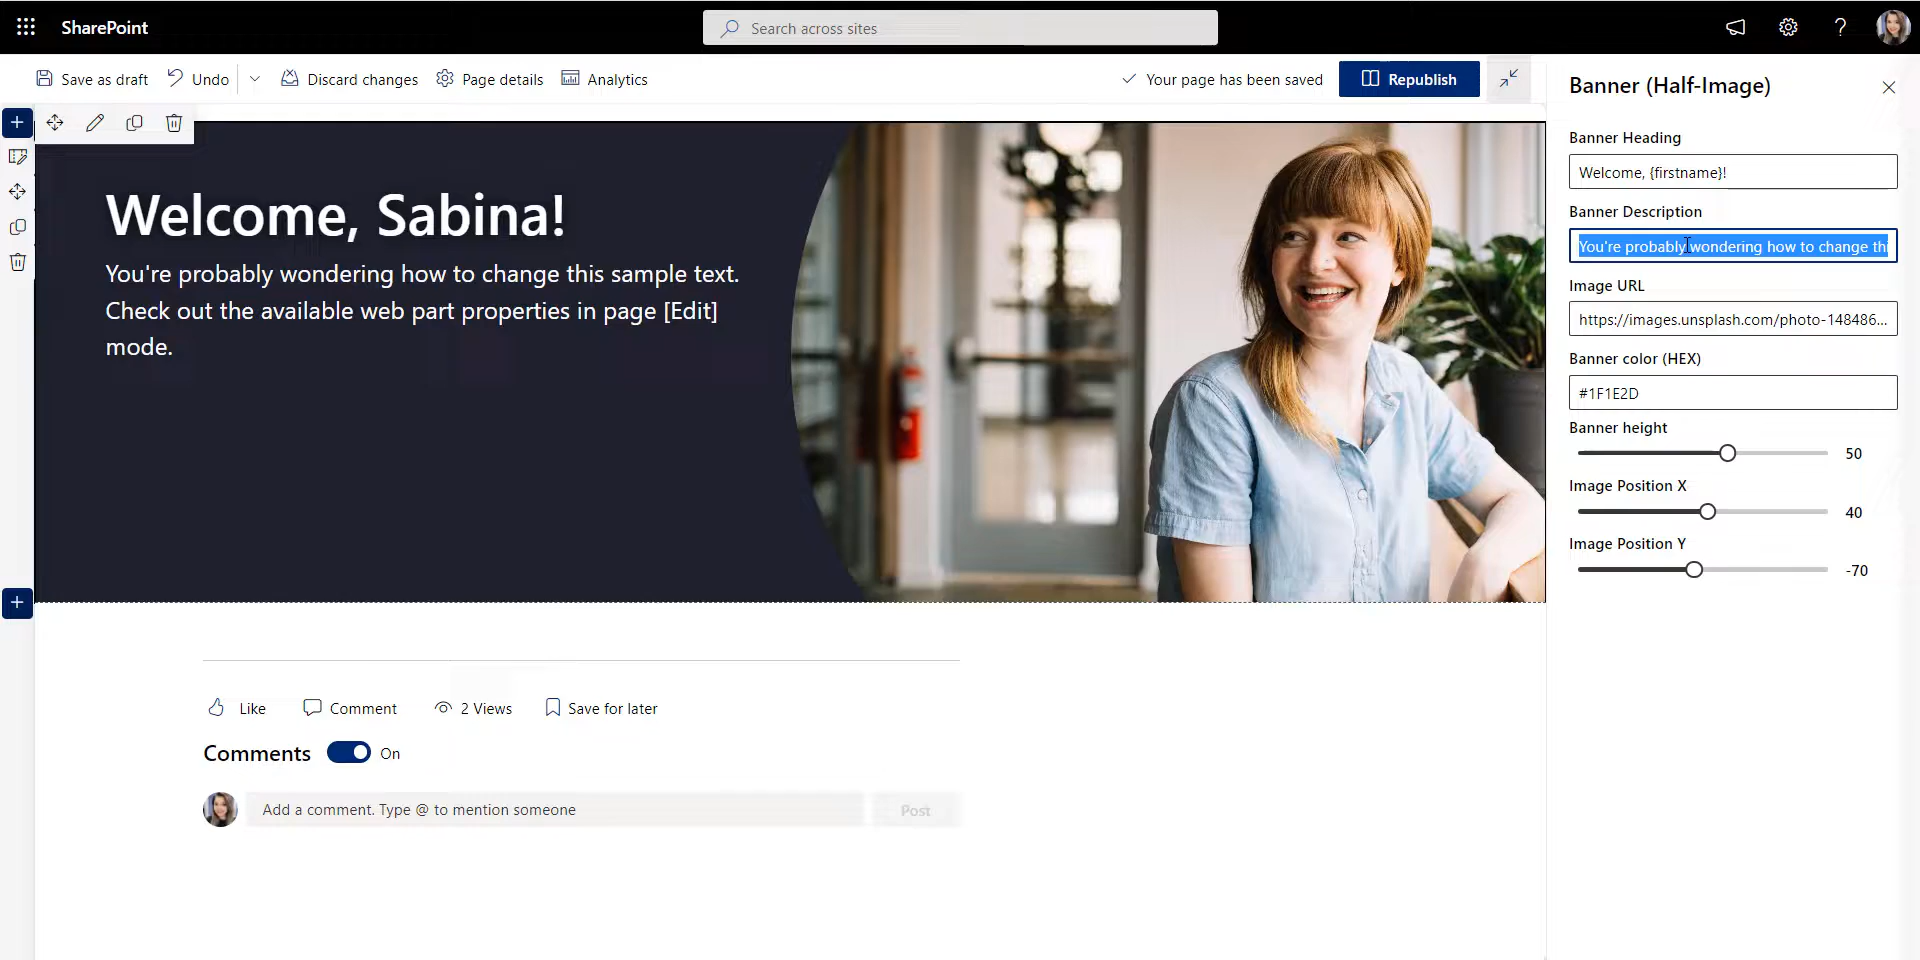 SharePoint
Search across sites
Save as draft
Undo
Discard changes
Page details
Analytics
Your page has been saved
Republish
Welcome, Sabina!
You're probably wondering how to change this sample text.
Check out the available web part properties in page [Edit]
mode.
Like
Comment
2 Views
Save for later
Comments
On
Add a comment. Type @ to mention someone
Post
Banner (Half-Image)
Banner Heading
Welcome, {firstname}!
Banner Description
You're probably wondering how to change thi
Image URL
https://images.unsplash.com/photo-148486...
Banner color (HEX)
#1F1E2D
Banner height
50
Image Position X
40
Image Position Y
-70